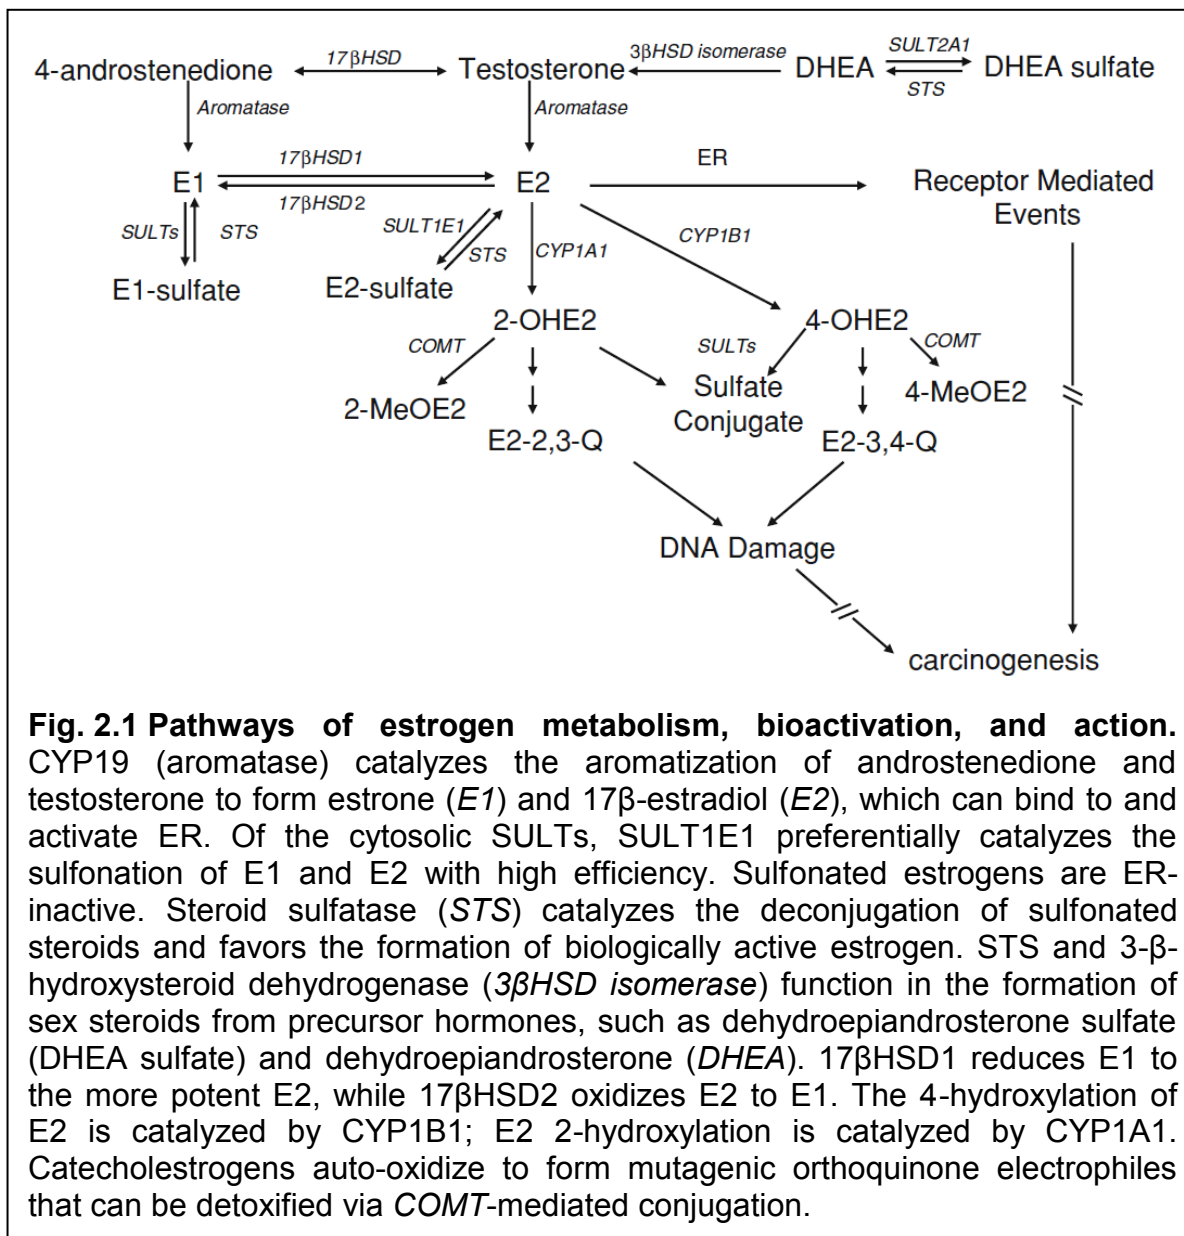 4-androstenedione 17βHSD Testosterone 3βHSD isomerase DHEA SULT2A1 STS DHEA sulfate
Aromatase Aromatase
E1 17βHSD1 17βHSD2 E2 ER Receptor Mediated
Events
SULTs STS SULT1E1 STS CYP1A1 CYP1B1
E1-sulfate E2-sulfate
2-OHE2 4-OHE2
COMT SULTs COMT
2-MeOE2 Sulfate 4-MeOE2
Conjugate
E2-2,3-Q E2-3,4-Q
DNA Damage
carcinogenesis
Fig. 2.1 Pathways of estrogen metabolism, bioactivation, and action.
CYP19 (aromatase) catalyzes the aromatization of androstenedione and
testosterone to form estrone (E1) and 17β-estradiol (E2), which can bind to and
activate ER. Of the cytosolic SULTs, SULT1E1 preferentially catalyzes the
sulfonation of E1 and E2 with high efficiency. Sulfonated estrogens are ER-
inactive. Steroid sulfatase (STS) catalyzes the deconjugation of sulfonated
steroids and favors the formation of biologically active estrogen. STS and 3-β-
hydroxysteroid dehydrogenase (3βHSD isomerase) function in the formation of
sex steroids from precursor hormones, such as dehydroepiandrosterone sulfate
(DHEA sulfate) and dehydroepiandrosterone (DHEA). 17βHSD1 reduces E1 to
the more potent E2, while 17βHSD2 oxidizes E2 to E1. The 4-hydroxylation of
E2 is catalyzed by CYP1B1; E2 2-hydroxylation is catalyzed by CYP1A1.
Catecholestrogens auto-oxidize to form mutagenic orthoquinone electrophiles
that can be detoxified via COMT-mediated conjugation.